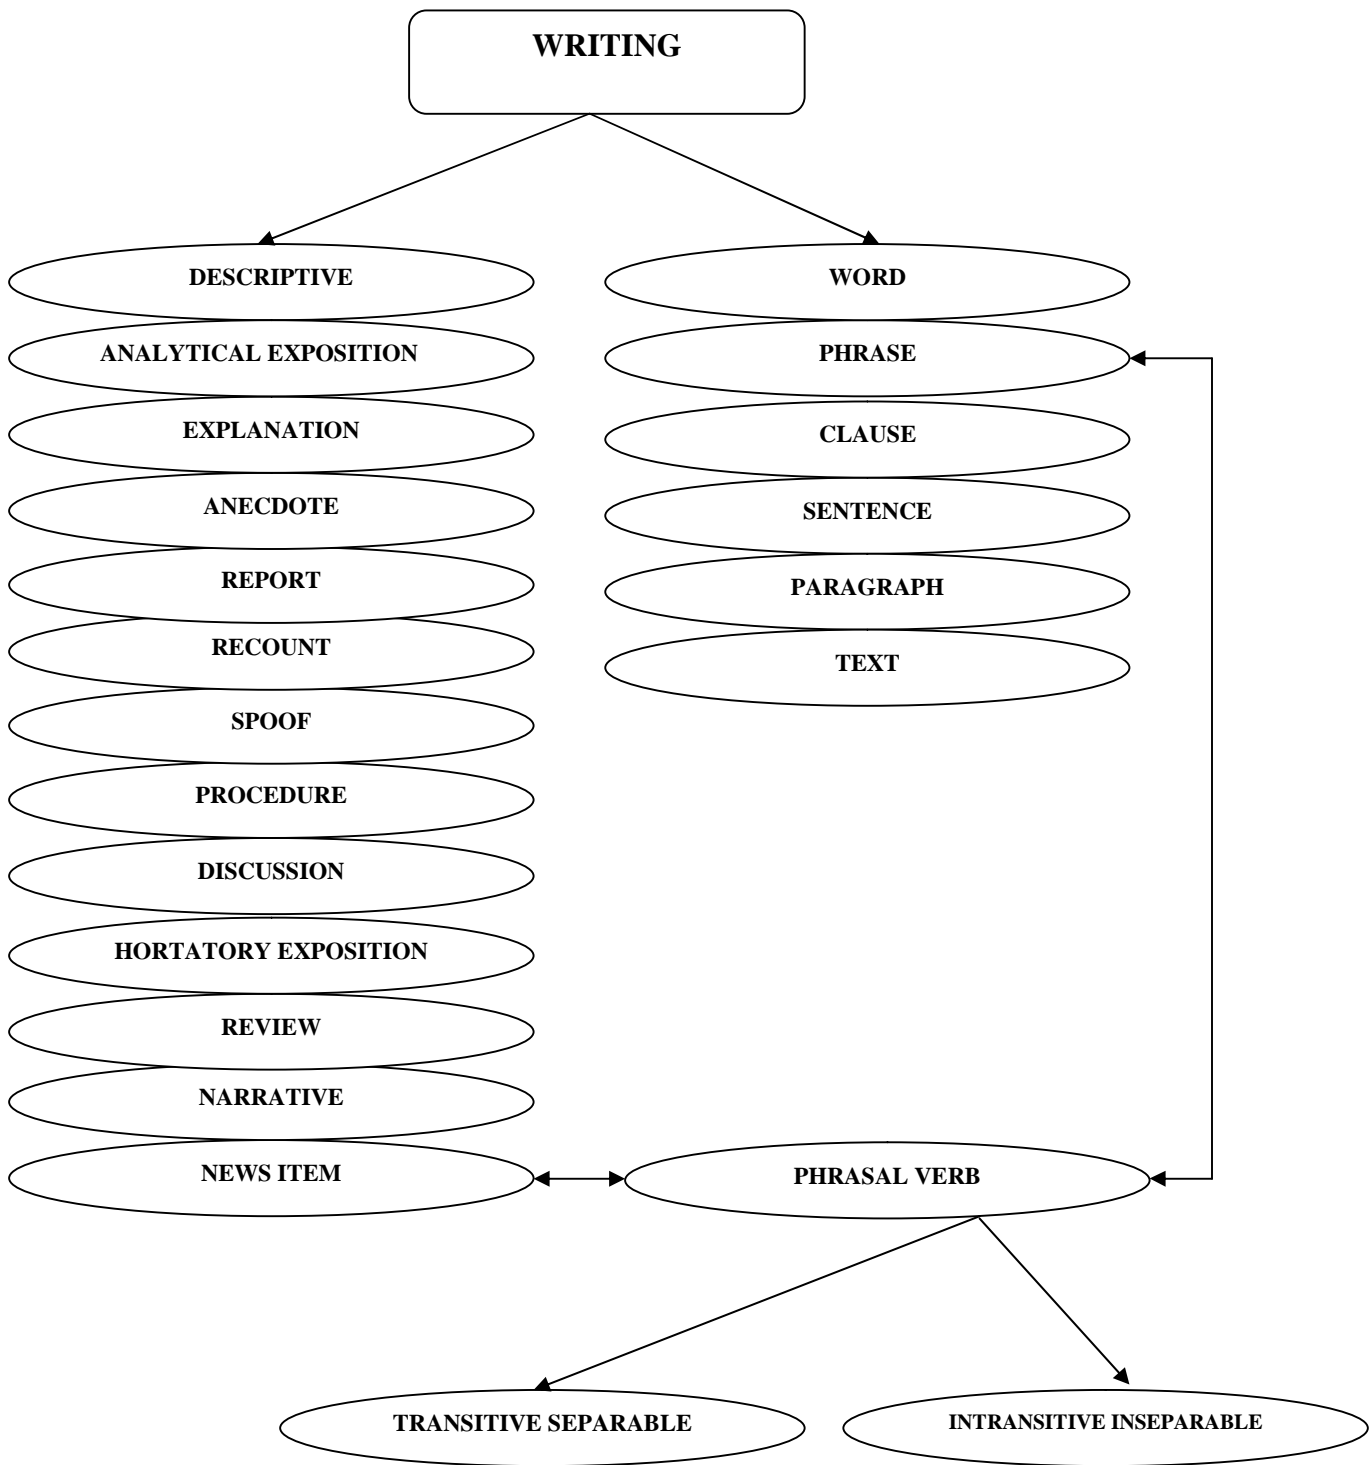 WRITING
DESCRIPTIVE
ANALYTICAL EXPOSITION
EXPLANATION
ANECDOTE
REPORT
RECOUNT
SPOOF
PROCEDURE
DISCUSSION
HORTATORY EXPOSITION
REVIEW
NARRATIVE
NEWS ITEM
WORD
PHRASE
CLAUSE
SENTENCE
PARAGRAPH
TEXT
PHRASAL VERB
TRANSITIVE SEPARABLE
INTRANSITIVE INSEPARABLE